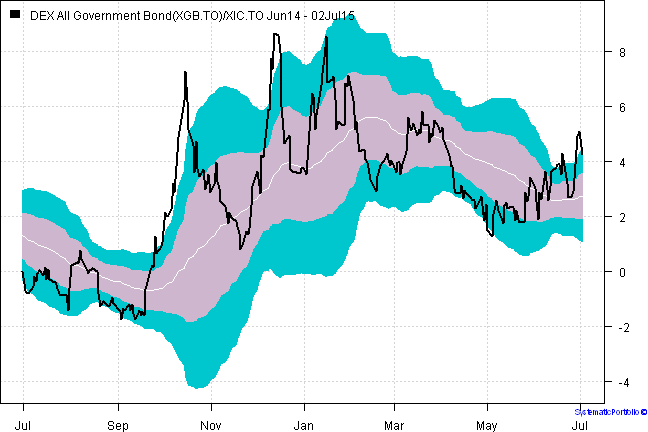 DEX All Government Bond(XGB.TO)/XIC.TO Jun14 - 02Jul15
8
6
4
2
0
-2
-4
Jul Sep Nov Jan Mar May Jul
SystematicPortfolio ©